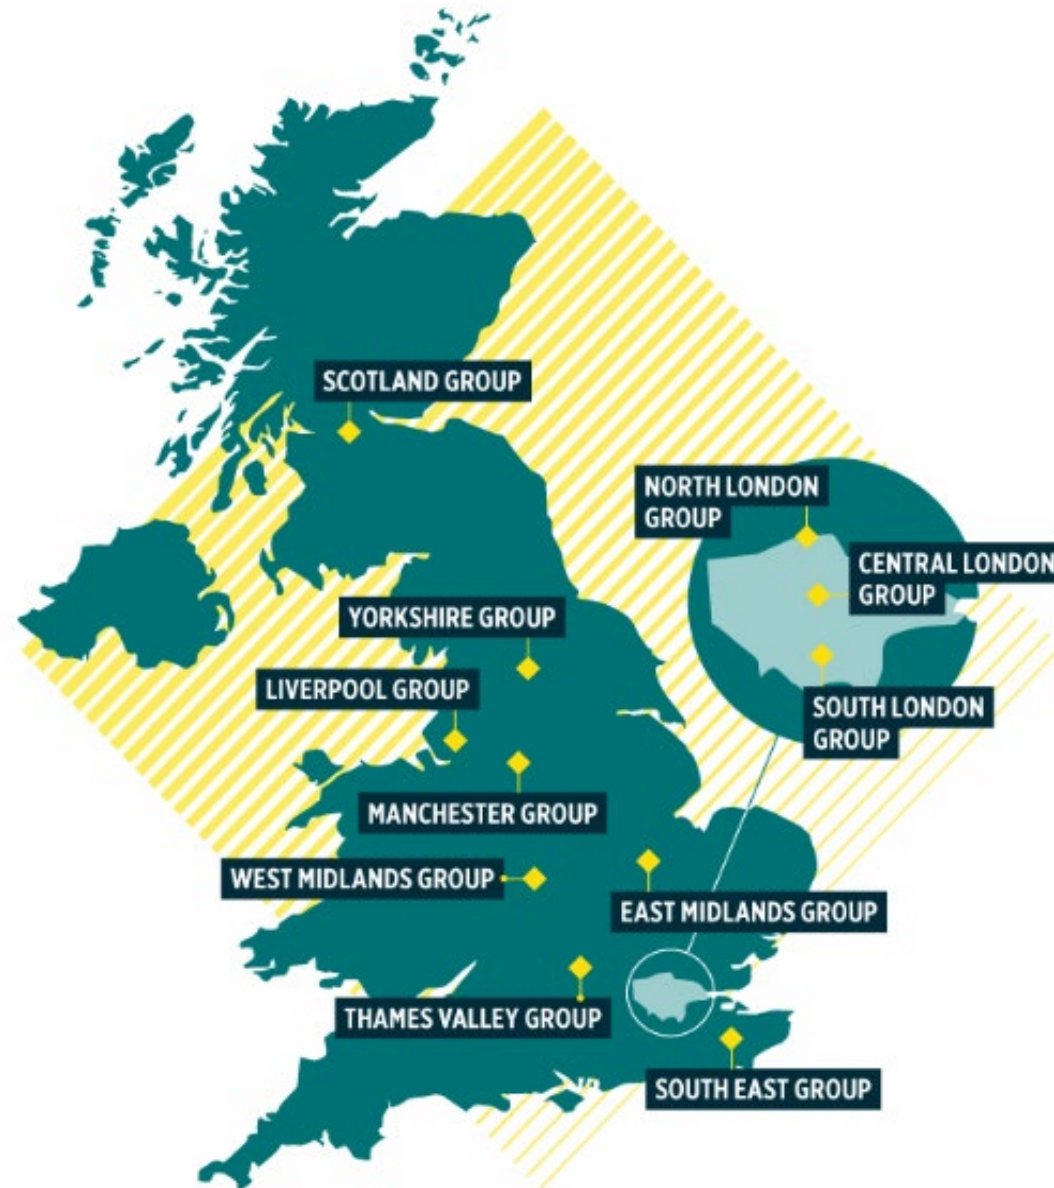 SCOTLAND GROUP
NORTH LONDON
GROUP
CENTRAL LONDON
GROUP
YORKSHIRE GROUP
LIVERPOOL GROUP
SOUTH LONDON
GROUP
MANCHESTER GROUP
WEST MIDLANDS GROUP
EAST MIDLANDS GROUP
THAMES VALLEY GROUP
SOUTH EAST GROUP